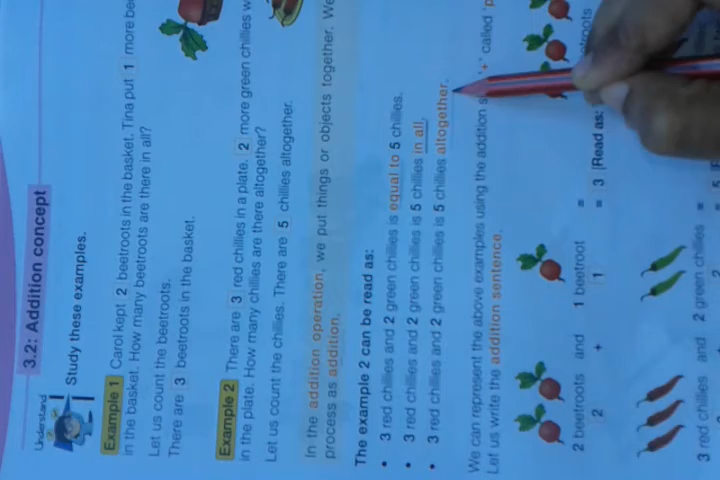 3.2: Addition concept
Understand
Study these examples.
Example 1 Carol kept 2 beetroots in the basket. Tina put 1 more
in the basket. How many beetroots are there in all?
Let us count the beetroots.
There are 3 beetroots in the basket.
Example 2 There are 3 red chillies in a plate. 2 more green chillies
in the plate. How many chillies are there altogether?
Let us count the chillies. There are 5 chillies altogether.
In the addition operation, we put things or objects together. We
process as addition.
The example 2 can be read as:
• 3 red chillies and 2 green chillies is equal to 5 chillies.
• 3 red chillies and 2 green chillies is 5 chillies in all.
• 3 red chillies and 2 green chillies is 5 chillies altogether.
We can represent the above examples using the addition '+' called
Let us write the addition sentence.
2 beetroots and 1 beetroot =
2 + 1 = 3 [Read as:
3 red chillies and 2 green chillies =